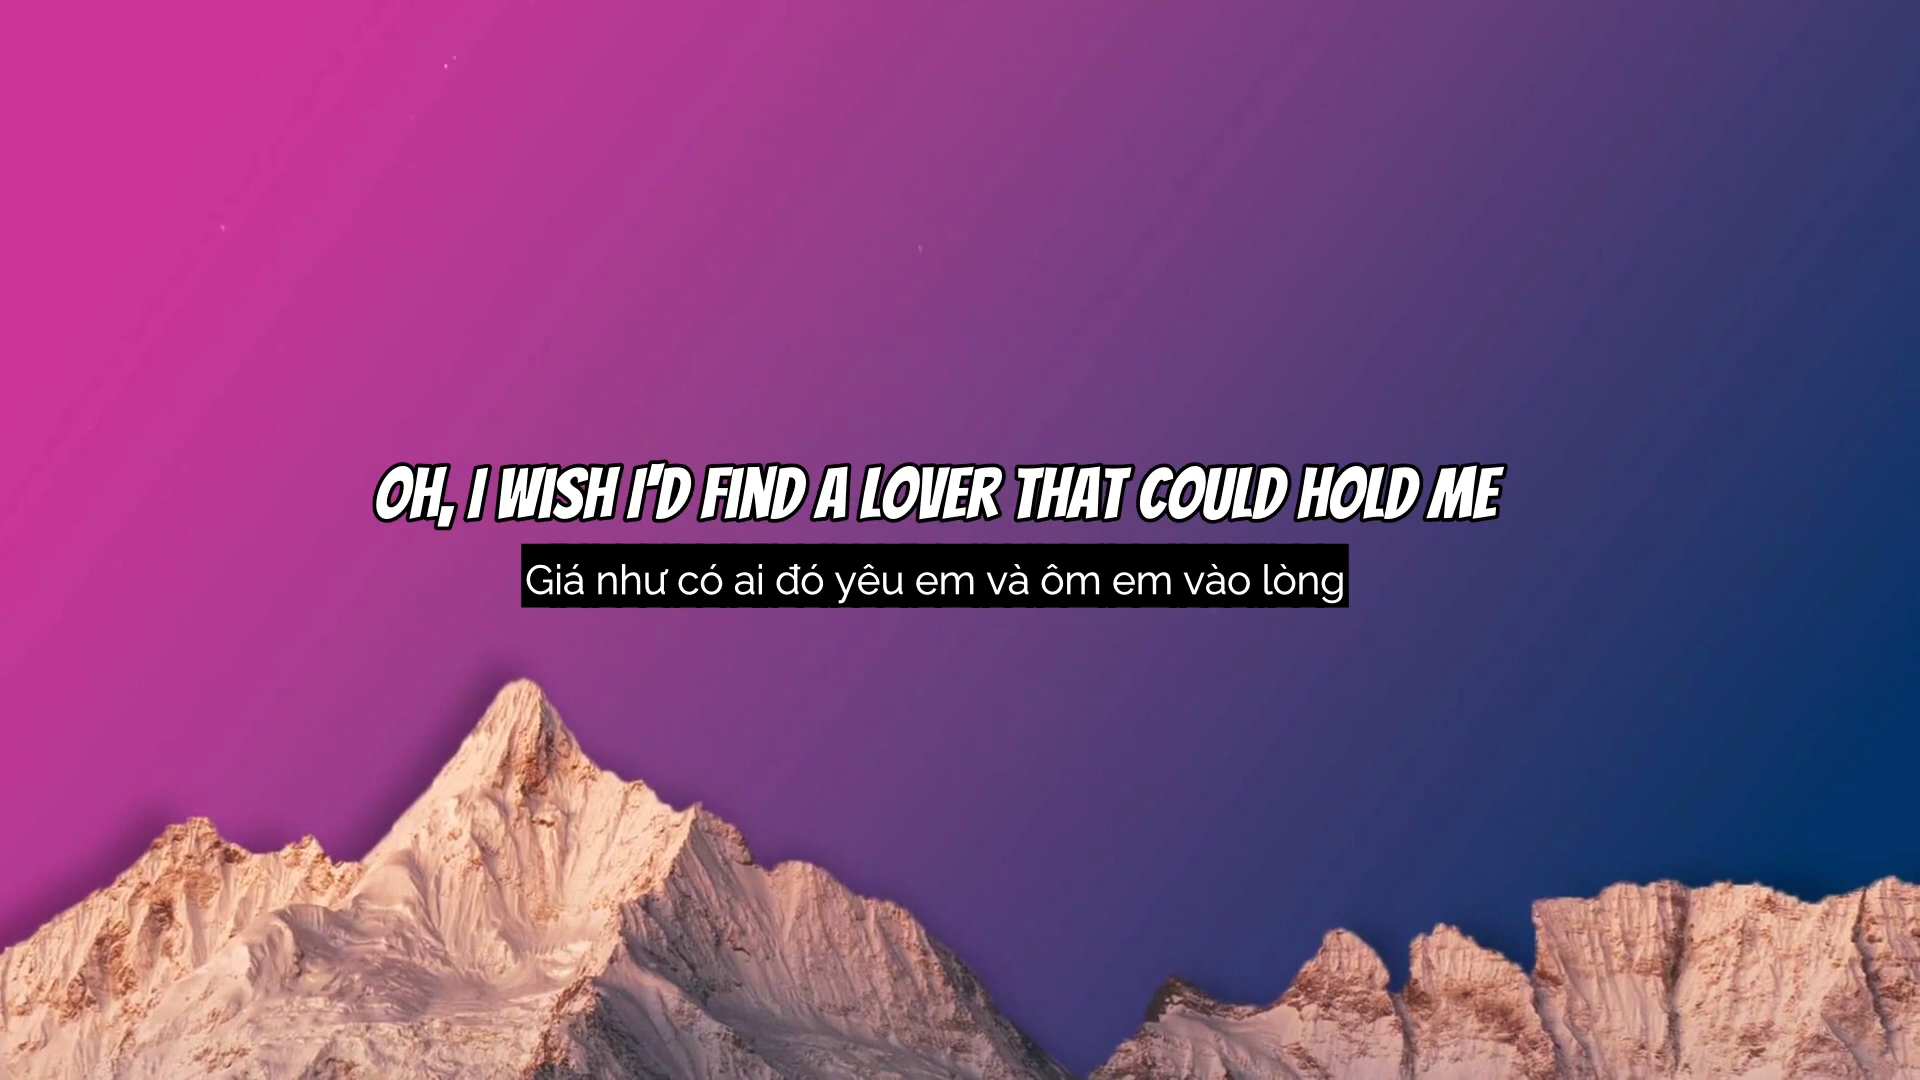 OH, I WISH I'D FIND A LOVER THAT COULD HOLD ME
Giá như có ai đó yêu em và ôm em vào lòng